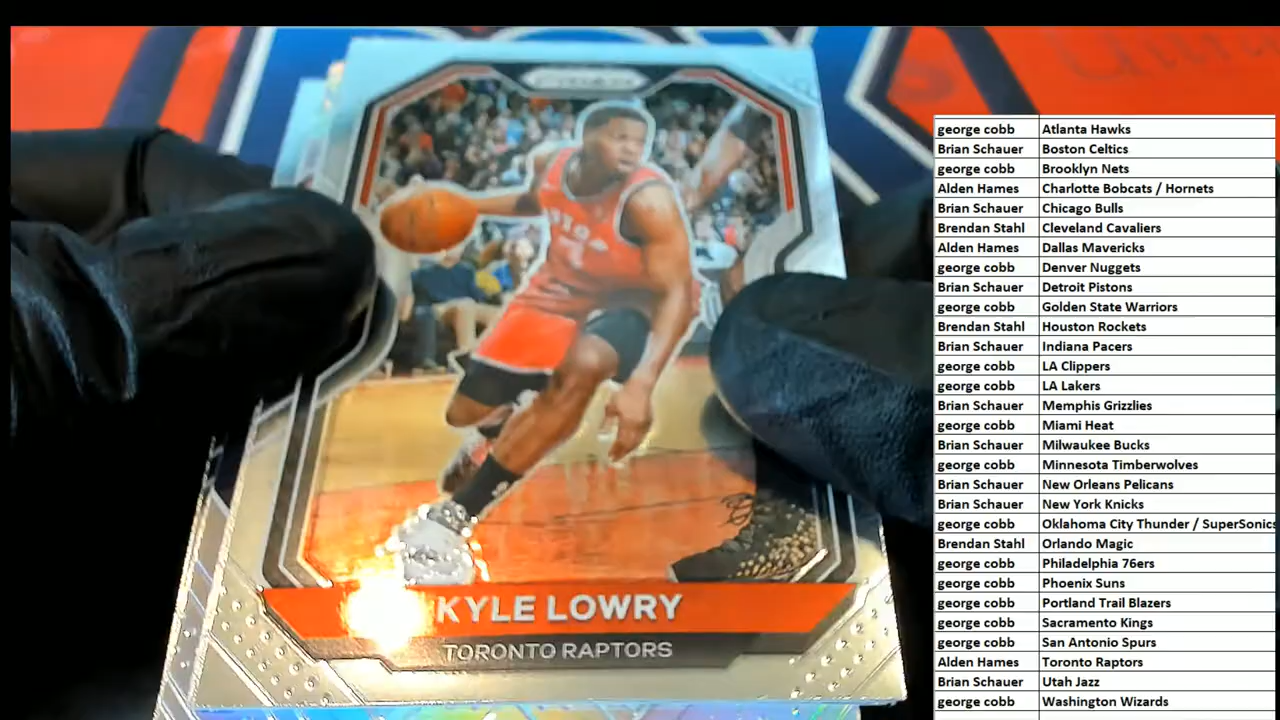 PRIZM
KYLE LOWRY
TORONTO RAPTORS
george cobb Atlanta Hawks
Brian Schauer Boston Celtics
george cobb Brooklyn Nets
Alden Hames Charlotte Bobcats / Hornets
Brian Schauer Chicago Bulls
Brendan Stahl Cleveland Cavaliers
Alden Hames Dallas Mavericks
george cobb Denver Nuggets
Brian Schauer Detroit Pistons
george cobb Golden State Warriors
Brendan Stahl Houston Rockets
Brian Schauer Indiana Pacers
george cobb LA Clippers
george cobb LA Lakers
Brian Schauer Memphis Grizzlies
george cobb Miami Heat
Brian Schauer Milwaukee Bucks
george cobb Minnesota Timberwolves
Brian Schauer New Orleans Pelicans
Brian Schauer New York Knicks
george cobb Oklahoma City Thunder / SuperSonics
Brendan Stahl Orlando Magic
george cobb Philadelphia 76ers
george cobb Phoenix Suns
george cobb Portland Trail Blazers
george cobb Sacramento Kings
george cobb San Antonio Spurs
Alden Hames Toronto Raptors
Brian Schauer Utah Jazz
george cobb Washington Wizards